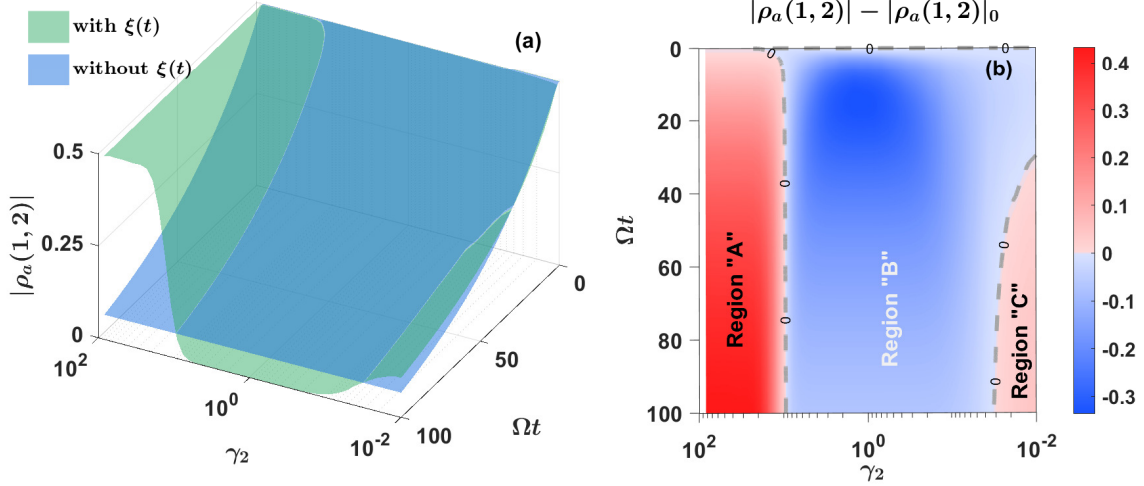 with ξ(t)
without ξ(t)
(a)
0.5
0.25
0
|ρₐ(1, 2)|
10²
10⁰
10⁻²
γ₂
0
50
100
Ωt
|ρₐ(1, 2)| − |ρₐ(1, 2)|₀
(b)
0
20
40
60
80
100
Ωt
0
0
0
0
0
0
0
Region "A"
Region "B"
Region "C"
10²
10⁰
10⁻²
γ₂
0.4
0.3
0.2
0.1
0
-0.1
-0.2
-0.3